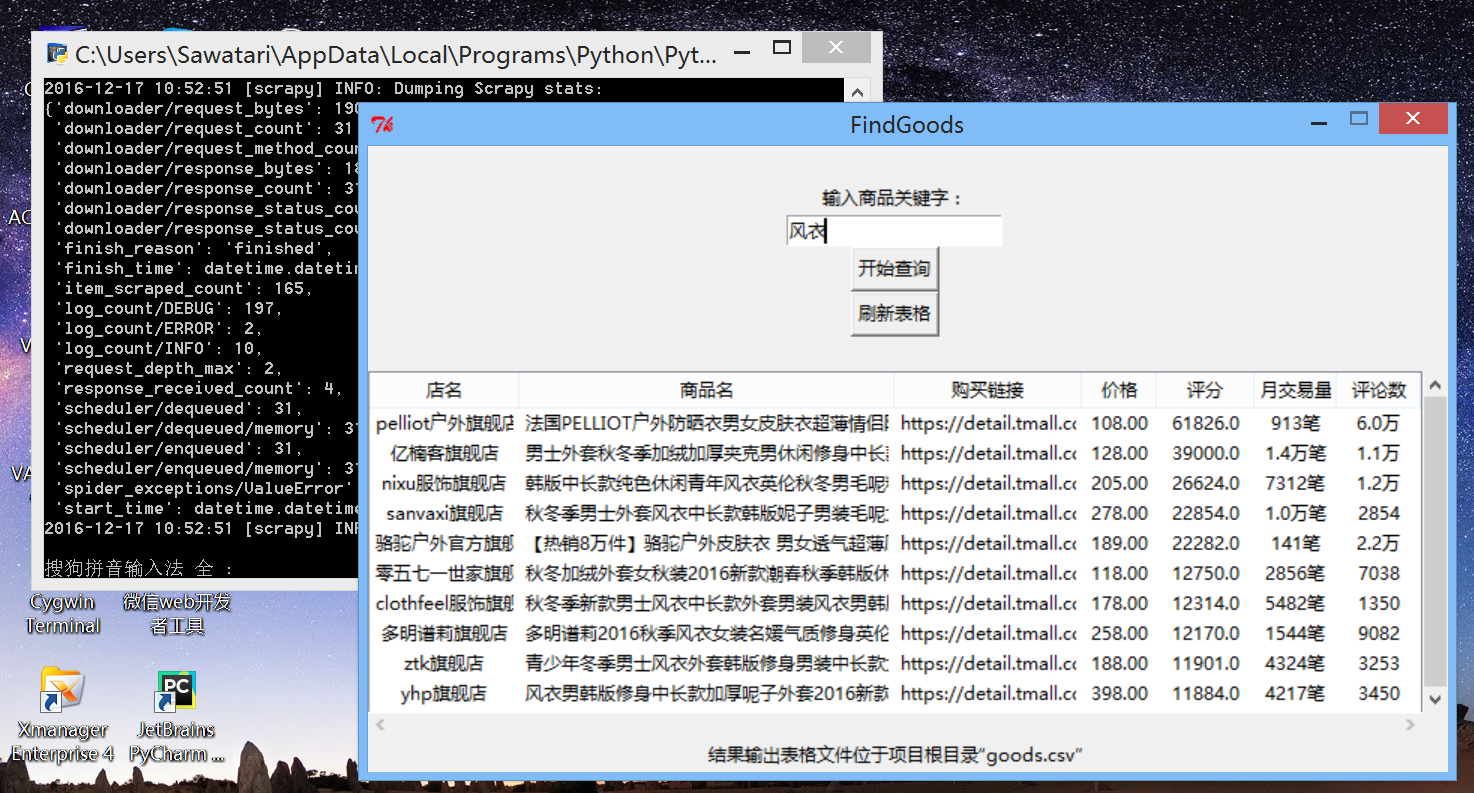 C:\Users\Sawatari\AppData\Local\Programs\Python\Pyt...
2016-12-17 10:52:51 [scrapy] INFO: Dumping Scrapy stats:
{'downloader/request_bytes': 190
'downloader/request_count': 31
'downloader/request_method_coun
'downloader/response_bytes': 18
'downloader/response_count': 31
'downloader/response_status_cou
'downloader/response_status_cou
'finish_reason': 'finished',
'finish_time': datetime.datetim
'item_scraped_count': 165,
'log_count/DEBUG': 197,
'log_count/ERROR': 2,
'log_count/INFO': 10,
'request_depth_max': 2,
'response_received_count': 4,
'scheduler/dequeued': 31,
'scheduler/dequeued/memory': 31
'scheduler/enqueued': 31,
'scheduler/enqueued/memory': 31
'spider_exceptions/ValueError'
'start_time': datetime.datetime
2016-12-17 10:52:51 [scrapy] INF
搜狗拼音输入法 全 :
FindGoods
输入商品关键字：
风衣
开始查询
刷新表格
店名 商品名 购买链接 价格 评分 月交易量 评论数
pelliot户外旗舰店 法国PELLIOT户外防晒衣男女皮肤衣超薄情侣 https://detail.tmall.cc 108.00 61826.0 913笔 6.0万
亿楠客旗舰店 男士外套秋冬季加绒加厚夹克男休闲修身中长 https://detail.tmall.cc 128.00 39000.0 1.4万笔 1.1万
nixu服饰旗舰店 韩版中长款纯色休闲青年风衣英伦秋冬男毛呢 https://detail.tmall.cc 205.00 26624.0 7312笔 1.2万
sanvaxi旗舰店 秋冬季男士外套风衣中长款韩版妮子男装毛呢 https://detail.tmall.cc 278.00 22854.0 1.0万笔 2854
骆驼户外官方旗舰 【热销8万件】骆驼户外皮肤衣 男女透气超薄 https://detail.tmall.cc 189.00 22282.0 141笔 2.2万
零五七一世家旗舰 秋冬加绒外套女秋装2016新款潮春秋季韩版休 https://detail.tmall.cc 118.00 12750.0 2856笔 7038
clothfeel服饰旗舰 秋冬季新款男士风衣中长款外套男装风衣男韩 https://detail.tmall.cc 178.00 12314.0 5482笔 1350
多明谱莉旗舰店 多明谱莉2016秋季风衣女装名媛气质修身英伦 https://detail.tmall.cc 258.00 12170.0 1544笔 9082
ztk旗舰店 青少年冬季男士风衣外套韩版修身男装中长款 https://detail.tmall.cc 188.00 11901.0 4324笔 3253
yhp旗舰店 风衣男韩版修身中长款加厚呢子外套2016新款 https://detail.tmall.cc 398.00 11884.0 4217笔 3450
结果输出表格文件位于项目根目录“goods.csv”
Cygwin Terminal
微信web开发者工具
Xmanager Enterprise 4
JetBrains PyCharm ...